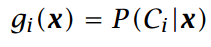 gᵢ(x) = P(Cᵢ|x)